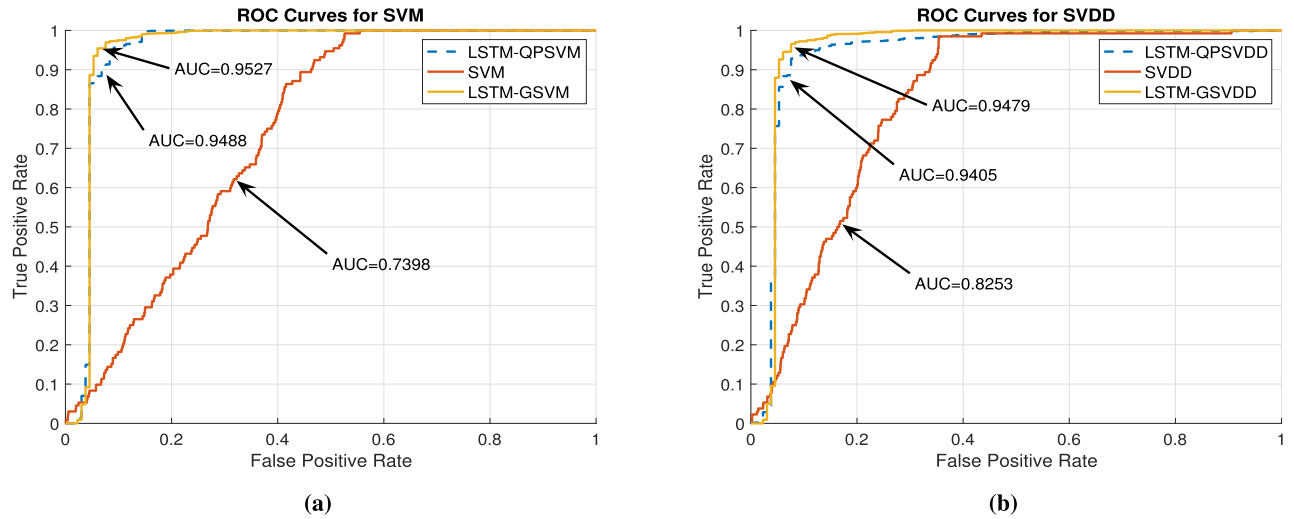 ROC Curves for SVM
1
0.9
0.8
0.7
0.6
0.5
0.4
0.3
0.2
0.1
0
True Positive Rate
LSTM-QPSVM
SVM
LSTM-GSVM
AUC=0.9527
AUC=0.9488
AUC=0.7398
0 0.2 0.4 0.6 0.8 1
False Positive Rate
(a)
ROC Curves for SVDD
1
0.9
0.8
0.7
0.6
0.5
0.4
0.3
0.2
0.1
0
True Positive Rate
LSTM-QPSVDD
SVDD
LSTM-GSVDD
AUC=0.9479
AUC=0.9405
AUC=0.8253
0 0.2 0.4 0.6 0.8 1
False Positive Rate
(b)